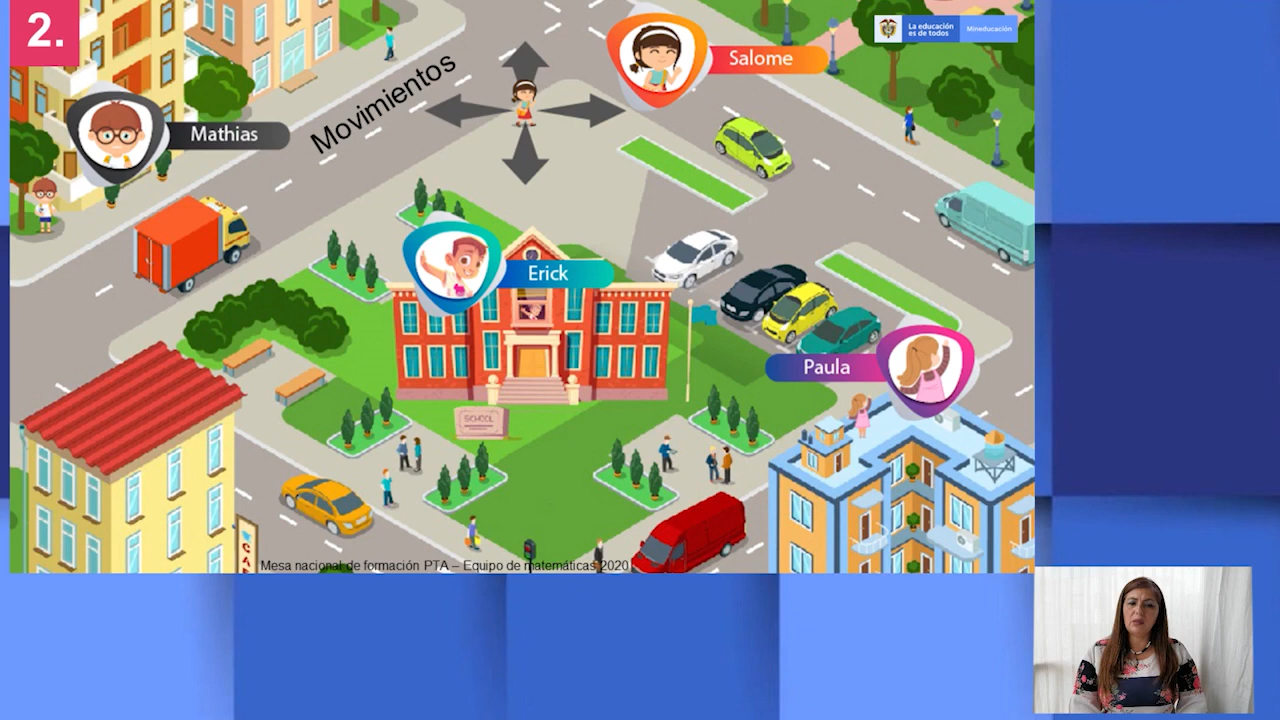 2.
La educación
es de todos
Mineducación
Salome
Movimientos
Mathias
Erick
Paula
SCHOOL
CA
Mesa nacional de formación PTA – Equipo de matemáticas 2020